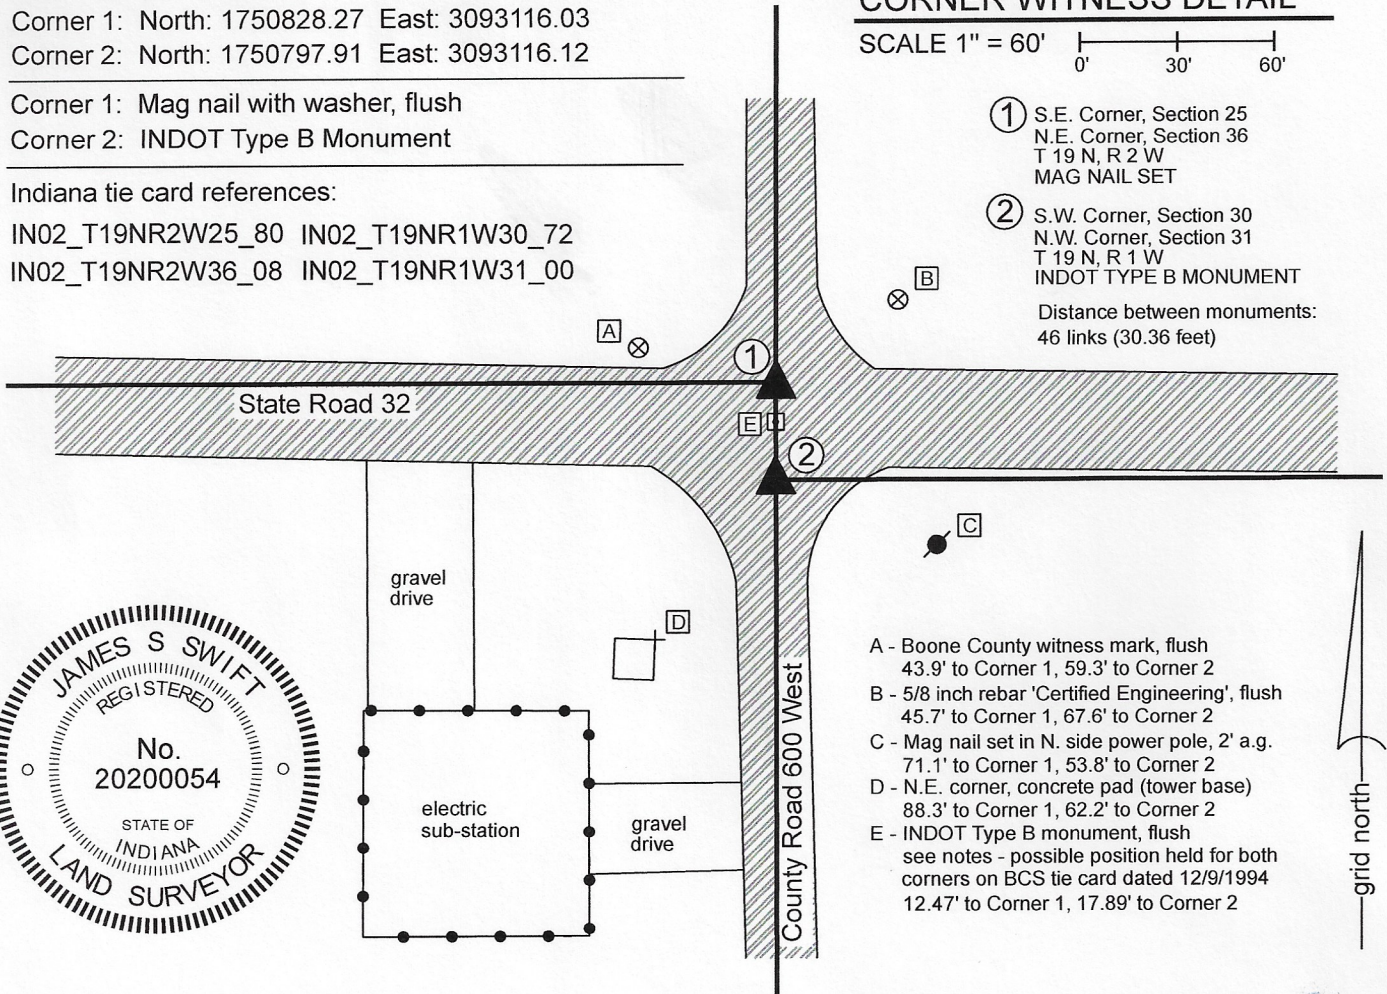 Corner 1: North: 1750828.27 East: 3093116.03
Corner 2: North: 1750797.91 East: 3093116.12
Corner 1: Mag nail with washer, flush
Corner 2: INDOT Type B Monument
Indiana tie card references:
IN02_T19NR2W25_80 IN02_T19NR1W30_72
IN02_T19NR2W36_08 IN02_T19NR1W31_00
CORNER WITNESS DETAIL
SCALE 1" = 60'
0' 30' 60'
1 S.E. Corner, Section 25
N.E. Corner, Section 36
T 19 N, R 2 W
MAG NAIL SET
2 S.W. Corner, Section 30
N.W. Corner, Section 31
T 19 N, R 1 W
INDOT TYPE B MONUMENT
Distance between monuments:
46 links (30.36 feet)
B
A
1
State Road 32
E
2
C
gravel
drive
D
electric
sub-station
gravel
drive
County Road 600 West
JAMES S SWIFT
REGISTERED
No.
20200054
STATE OF
INDIANA
LAND SURVEYOR
A - Boone County witness mark, flush
43.9' to Corner 1, 59.3' to Corner 2
B - 5/8 inch rebar 'Certified Engineering', flush
45.7' to Corner 1, 67.6' to Corner 2
C - Mag nail set in N. side power pole, 2' a.g.
71.1' to Corner 1, 53.8' to Corner 2
D - N.E. corner, concrete pad (tower base)
88.3' to Corner 1, 62.2' to Corner 2
E - INDOT Type B monument, flush
see notes - possible position held for both
corners on BCS tie card dated 12/9/1994
12.47' to Corner 1, 17.89' to Corner 2
grid north